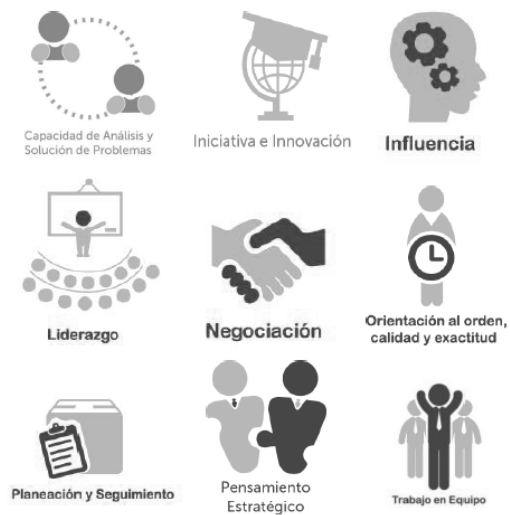 Capacidad de Análisis y
Solución de Problemas
Iniciativa e Innovación
Influencia
Liderazgo
Negociación
Orientación al orden,
calidad y exactitud
Planeación y Seguimiento
Pensamiento
Estratégico
Trabajo en Equipo